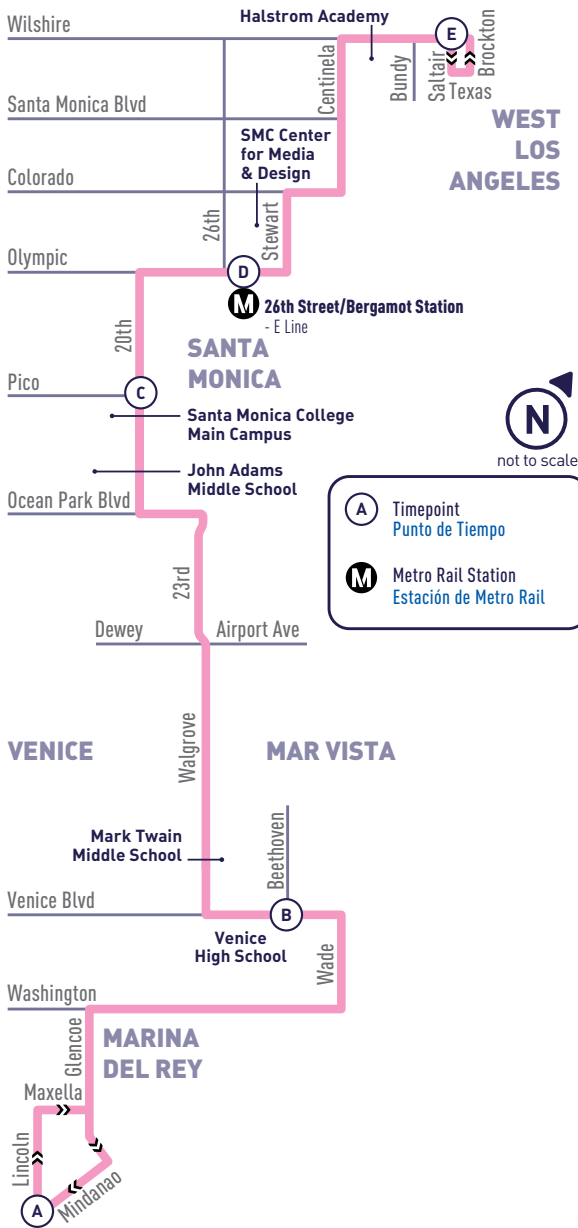 Wilshire
Halstrom Academy
E
Centinela
Bundy
Saltair
Brockton
Texas
Santa Monica Blvd
WEST
LOS
ANGELES
SMC Center
for Media
& Design
Colorado
26th
Stewart
Olympic
D
M
26th Street/Bergamot Station
- E Line
20th
SANTA
MONICA
Pico
C
Santa Monica College
Main Campus
N
not to scale
John Adams
Middle School
Ocean Park Blvd
A
Timepoint
Punto de Tiempo
M
Metro Rail Station
Estación de Metro Rail
23rd
Dewey
Airport Ave
Walgrove
VENICE
MAR VISTA
Mark Twain
Middle School
Beethoven
Venice Blvd
B
Venice
High School
Wade
Washington
Glencoe
MARINA
DEL REY
Maxella
Lincoln
Mindanao
A